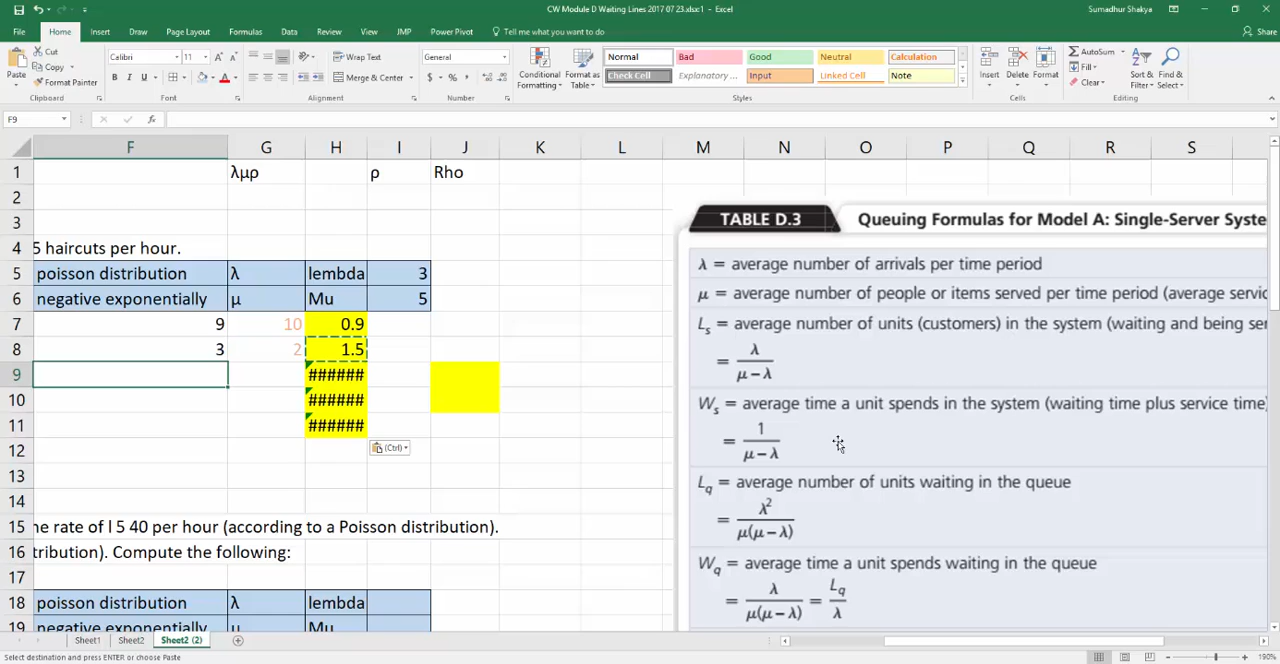 CW Module D Waiting Lines 2017 07 23.xlsx:1 - Excel
Sumadhur Shakya
File Home Insert Draw Page Layout Formulas Data Review View JMP Power Pivot Tell me what you want to do Share
Cut
Copy
Format Painter
Paste
Clipboard
Calibri 11
B I U
Font
Wrap Text
Merge & Center
Alignment
General
$ % ,
Number
Conditional Formatting
Format as Table
Normal Bad Good Neutral Calculation
Check Cell Explanatory ... Input Linked Cell Note
Styles
Insert Delete Format
Cells
AutoSum
Fill
Clear
Sort & Filter
Find & Select
Editing
F9
F G H I J K L M N O P Q R S
1 λμρ ρ Rho
2
3
4 5 haircuts per hour.
5 poisson distribution λ lembda 3
6 negative exponentially μ Mu 5
7 9 10 0.9
8 3 2 1.5
9 ######
10 ######
11 ######
12 (Ctrl)
13
14
15 ne rate of l 5 40 per hour (according to a Poisson distribution).
16 tribution). Compute the following:
17
18 poisson distribution λ lembda
19 negative exponentially μ Mu
TABLE D.3 Queuing Formulas for Model A: Single-Server Syste
λ = average number of arrivals per time period
μ = average number of people or items served per time period (average servic
Ls = average number of units (customers) in the system (waiting and being se
= λ / μ − λ
Ws = average time a unit spends in the system (waiting time plus service time)
= 1 / μ − λ
Lq = average number of units waiting in the queue
= λ² / μ(μ − λ)
Wq = average time a unit spends waiting in the queue
= λ / μ(μ − λ) = Lq / λ
Sheet1 Sheet2 Sheet2 (2)
Select destination and press ENTER or choose Paste
190%